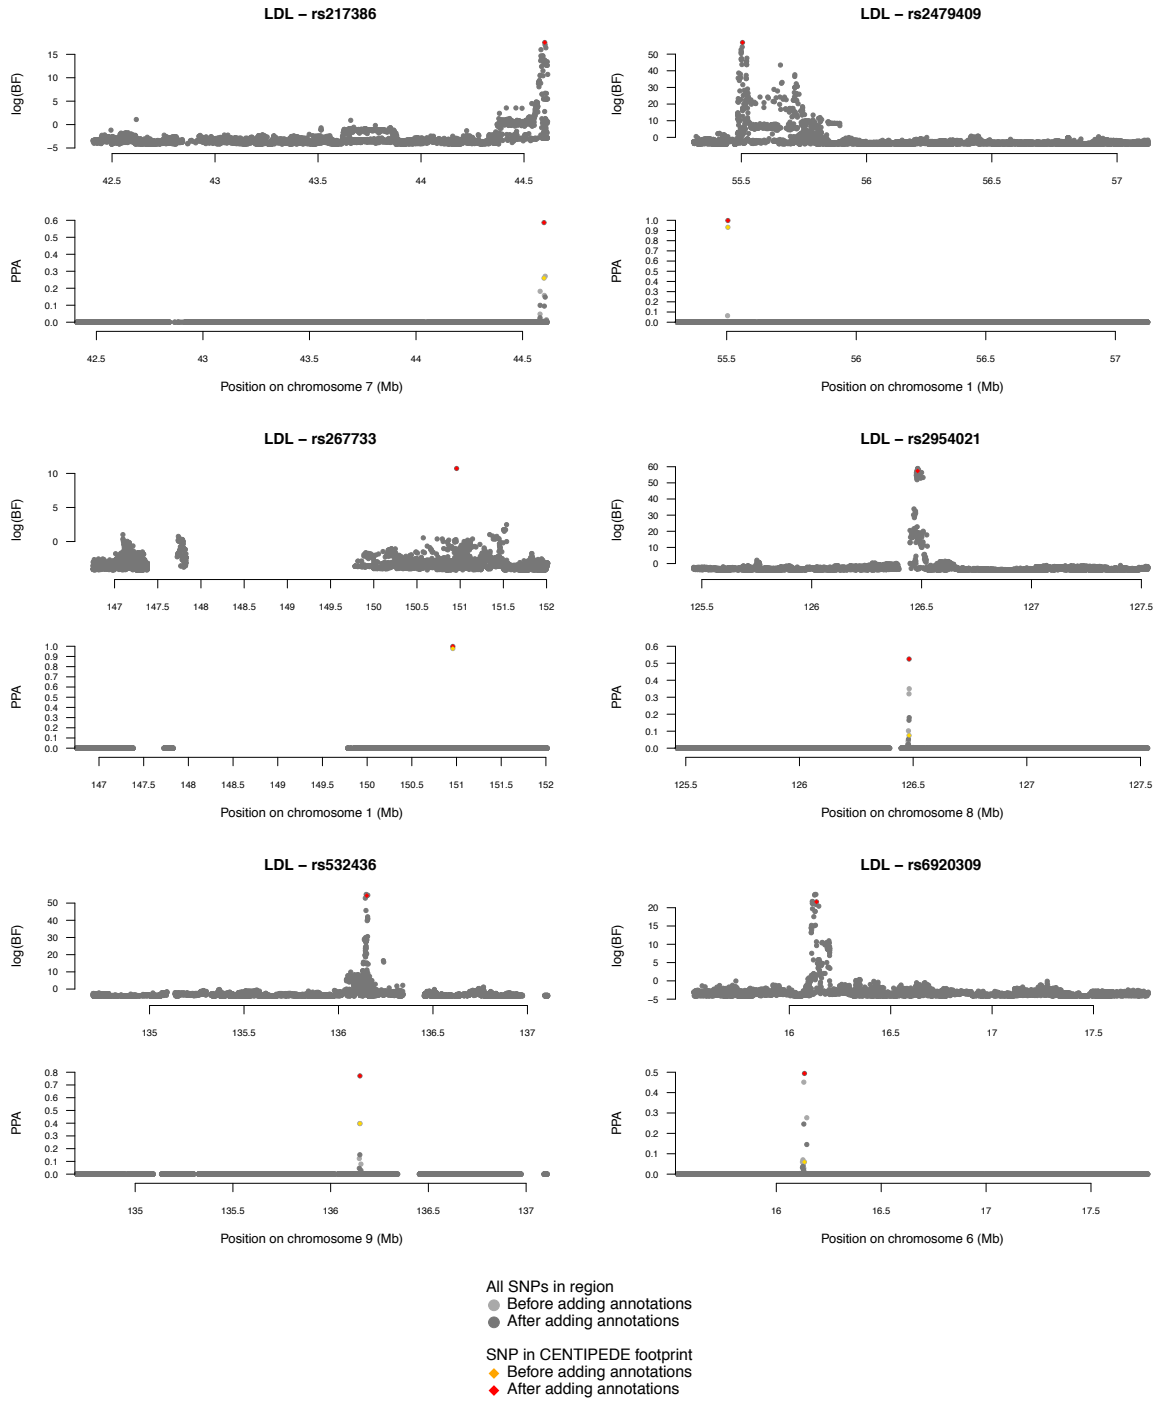 LDL – rs217386
log(BF)
15
10
5
0
−5
42.5 43 43.5 44 44.5
PPA
0.6
0.5
0.4
0.3
0.2
0.1
0.0
42.5 43 43.5 44 44.5
Position on chromosome 7 (Mb)
LDL – rs2479409
log(BF)
50
40
30
20
10
0
55.5 56 56.5 57
PPA
1.0
0.9
0.8
0.7
0.6
0.5
0.4
0.3
0.2
0.1
0.0
55.5 56 56.5 57
Position on chromosome 1 (Mb)
LDL – rs267733
log(BF)
10
5
0
147 147.5 148 148.5 149 149.5 150 150.5 151 151.5 152
PPA
1.0
0.9
0.8
0.7
0.6
0.5
0.4
0.3
0.2
0.1
0.0
147 147.5 148 148.5 149 149.5 150 150.5 151 151.5 152
Position on chromosome 1 (Mb)
LDL – rs2954021
log(BF)
60
50
40
30
20
10
0
125.5 126 126.5 127 127.5
PPA
0.6
0.5
0.4
0.3
0.2
0.1
0.0
125.5 126 126.5 127 127.5
Position on chromosome 8 (Mb)
LDL – rs532436
log(BF)
50
40
30
20
10
0
135 135.5 136 136.5 137
PPA
0.8
0.7
0.6
0.5
0.4
0.3
0.2
0.1
0.0
135 135.5 136 136.5 137
Position on chromosome 9 (Mb)
LDL – rs6920309
log(BF)
20
15
10
5
0
−5
16 16.5 17 17.5
PPA
0.5
0.4
0.3
0.2
0.1
0.0
16 16.5 17 17.5
Position on chromosome 6 (Mb)
All SNPs in region
Before adding annotations
After adding annotations
SNP in CENTIPEDE footprint
Before adding annotations
After adding annotations